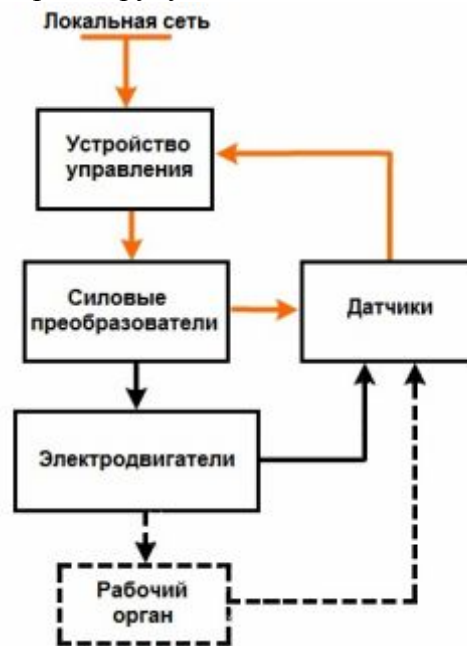 Локальная сеть
Устройство
управления
Силовые
преобразователи
Датчики
Электродвигатели
Рабочий
орган